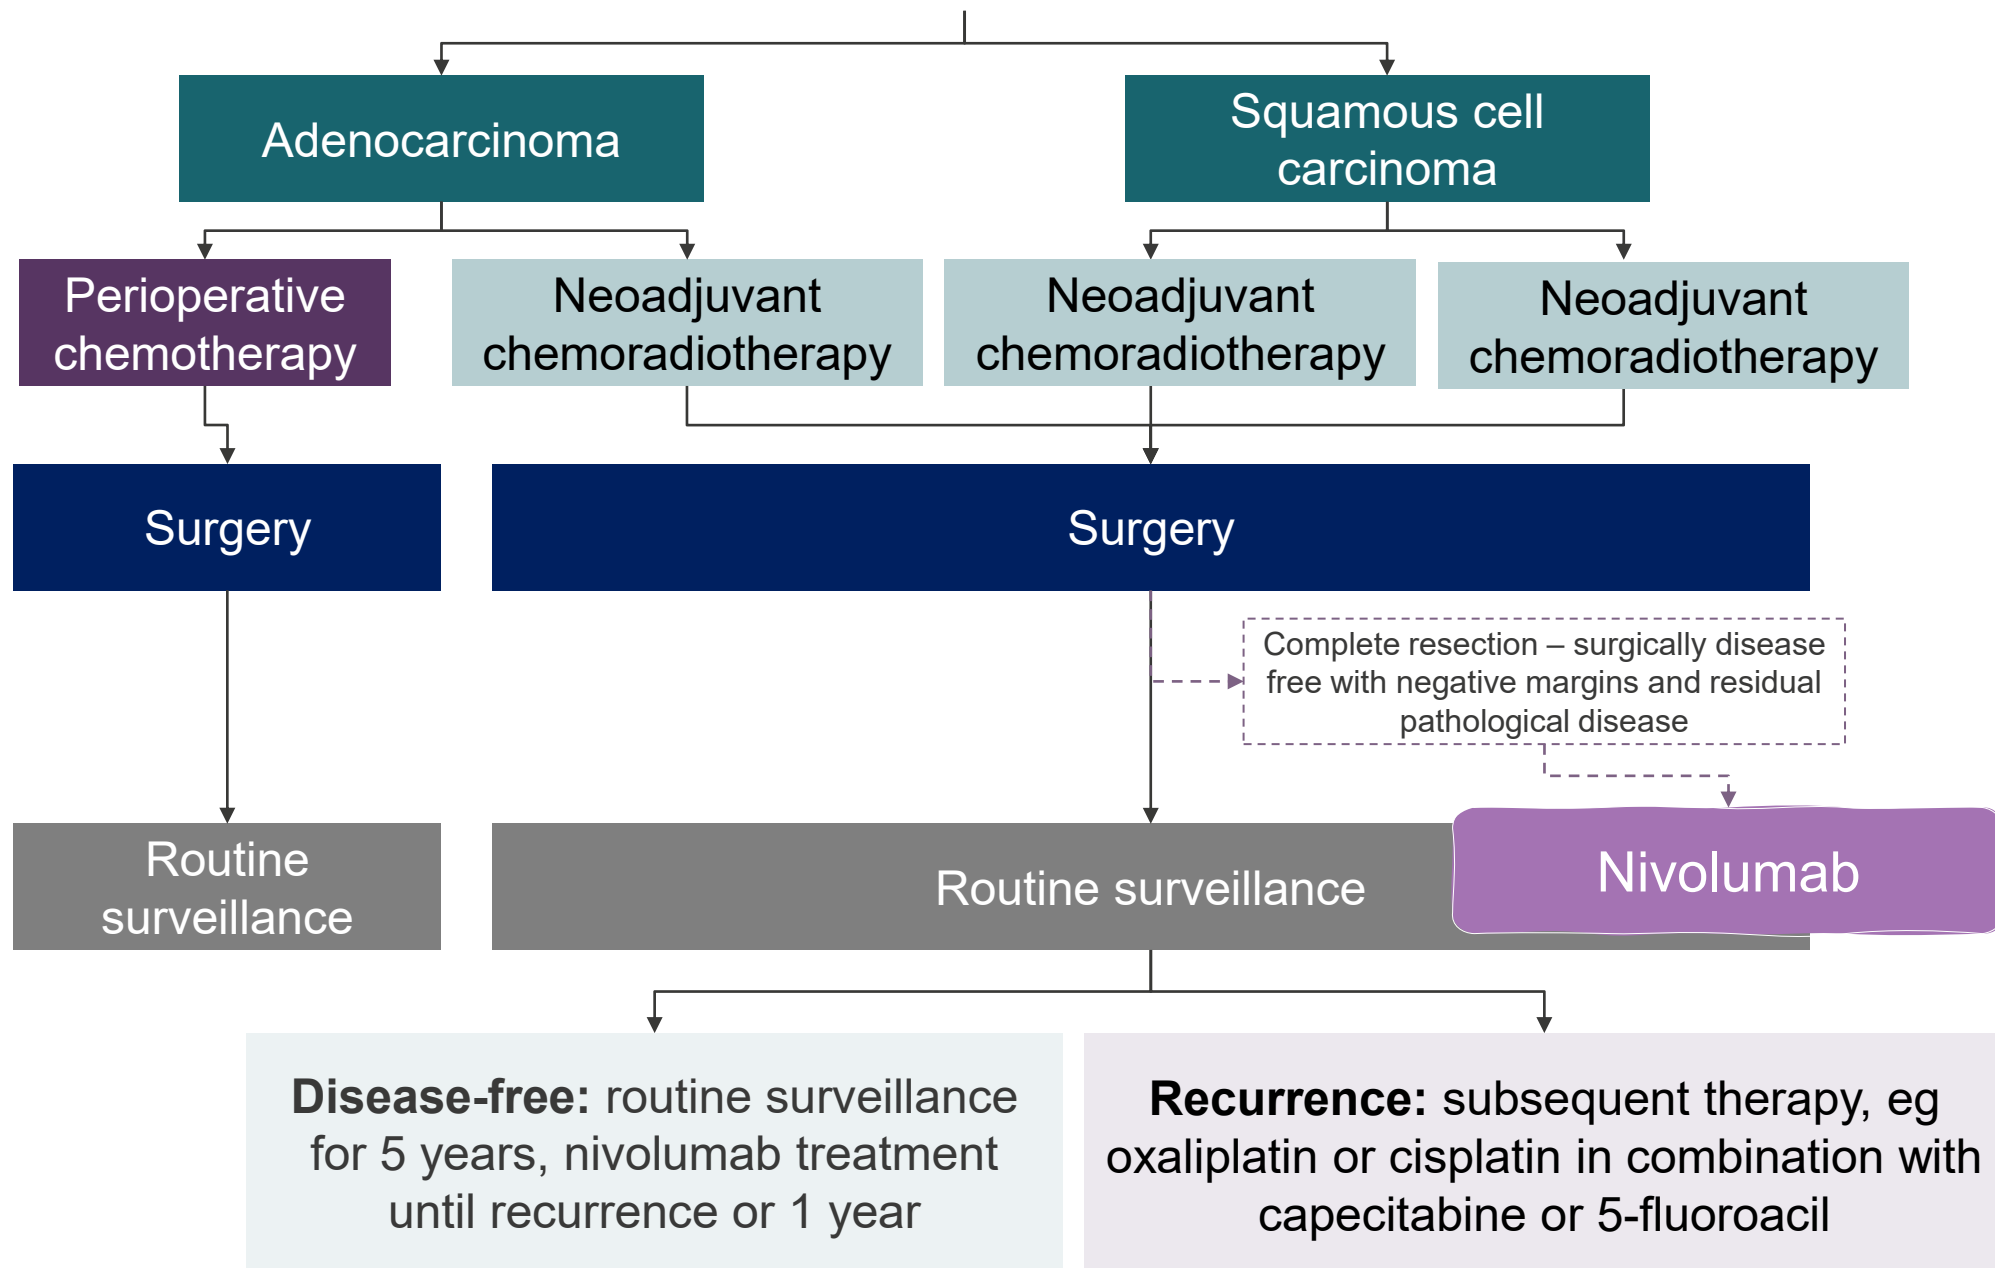 Adenocarcinoma
Squamous cell
carcinoma
Perioperative
chemotherapy
Neoadjuvant
chemoradiotherapy
Neoadjuvant
chemoradiotherapy
Neoadjuvant
chemoradiotherapy
Surgery
Surgery
Complete resection – surgically disease
free with negative margins and residual
pathological disease
Routine
surveillance
Routine surveillance
Nivolumab
Disease-free: routine surveillance
for 5 years, nivolumab treatment
until recurrence or 1 year
Recurrence: subsequent therapy, eg
oxaliplatin or cisplatin in combination with
capecitabine or 5-fluoroacil